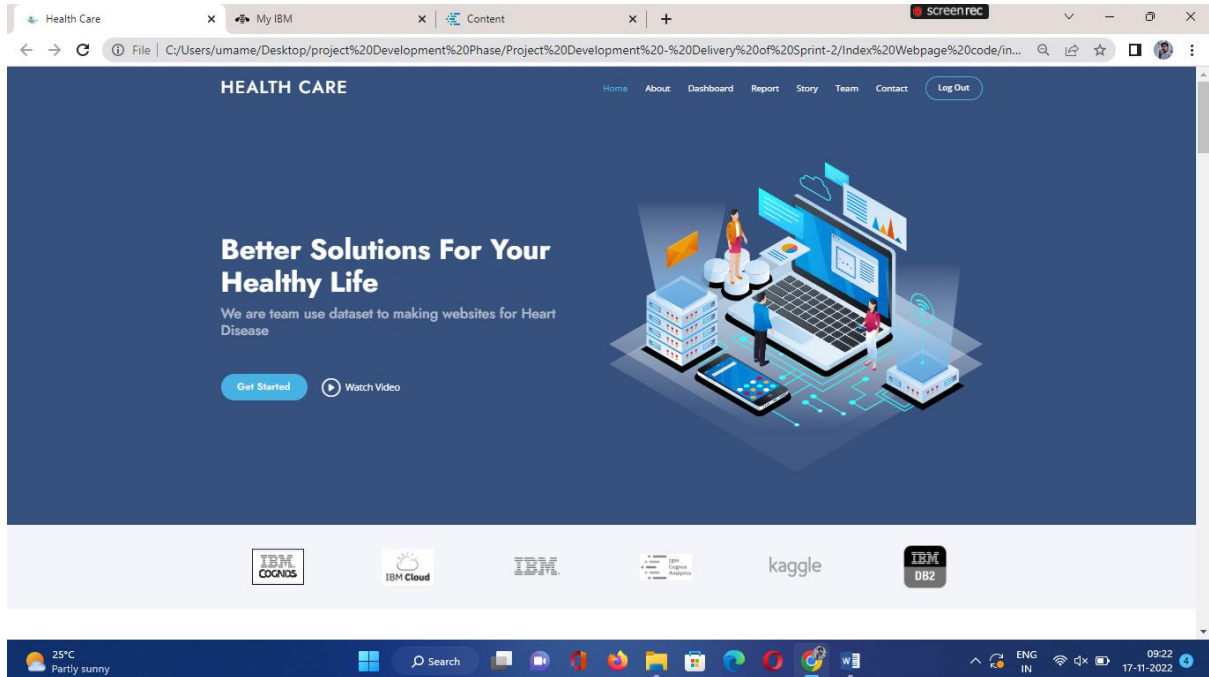 screenrec
Health Care
My IBM
Content
File | C:/Users/umame/Desktop/project%20Development%20Phase/Project%20Development%20-%20Delivery%20of%20Sprint-2/Index%20Webpage%20code/in...
HEALTH CARE
Home About Dashboard Report Story Team Contact Log Out
Better Solutions For Your
Healthy Life
We are team use dataset to making websites for Heart
Disease
Get Started Watch Video
IBM
COGNOS
IBM Cloud
IBM
IBM
Cognos
Analytics
kaggle
IBM
DB2
25°C
Partly sunny
Search
ENG
IN
09:22
17-11-2022
4